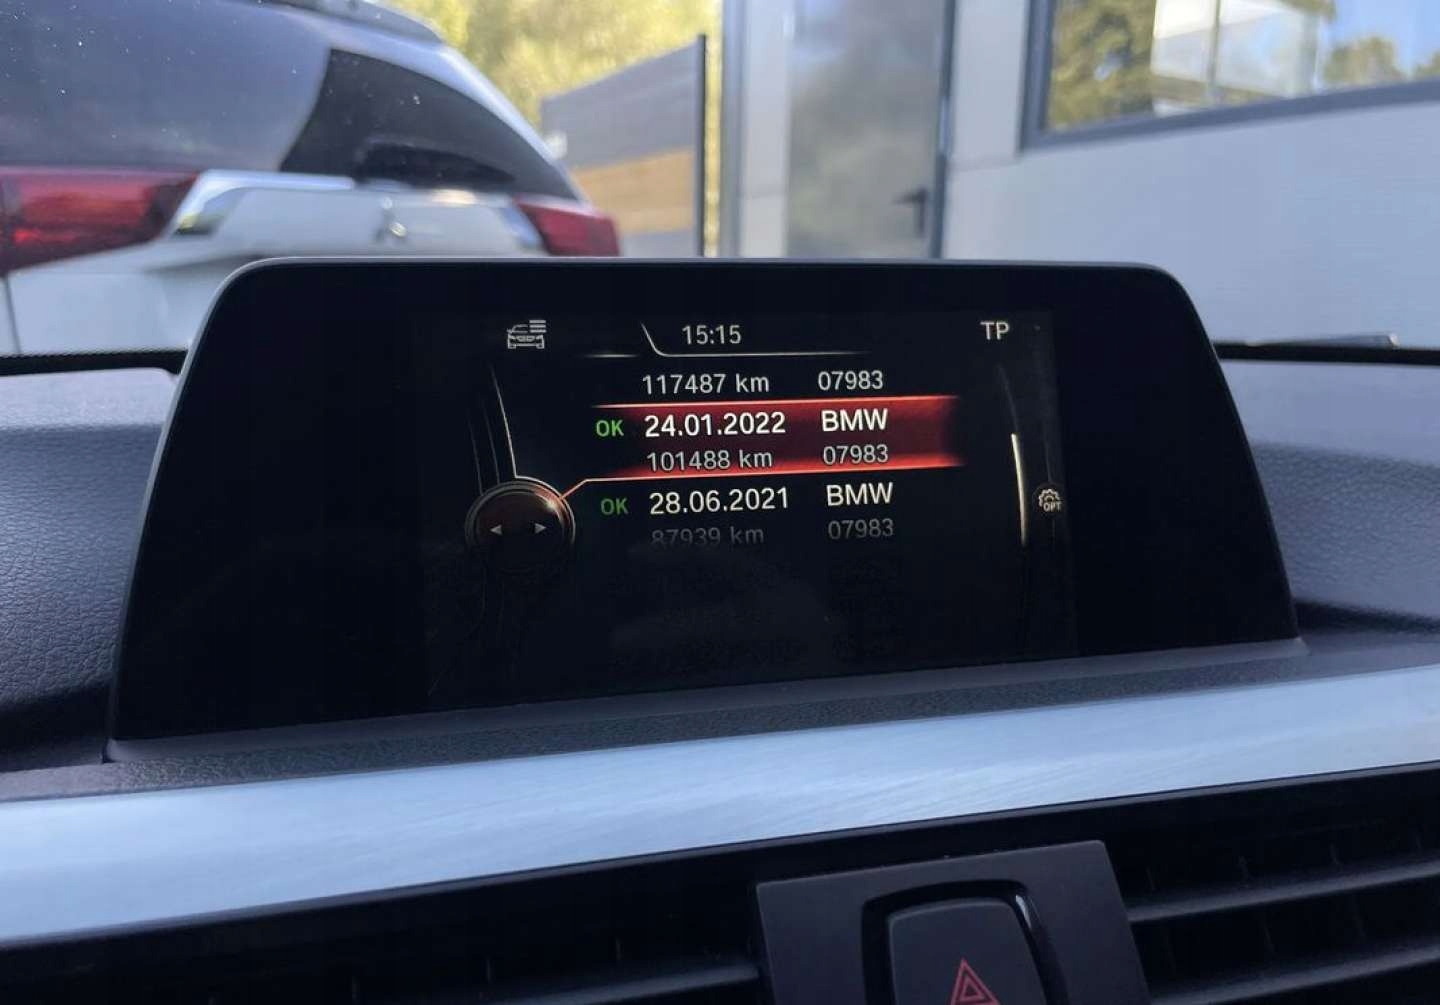 15:15 TP
117487 km 07983
OK 24.01.2022 BMW
101488 km 07983
OK 28.06.2021 BMW
87939 km 07983
OPT